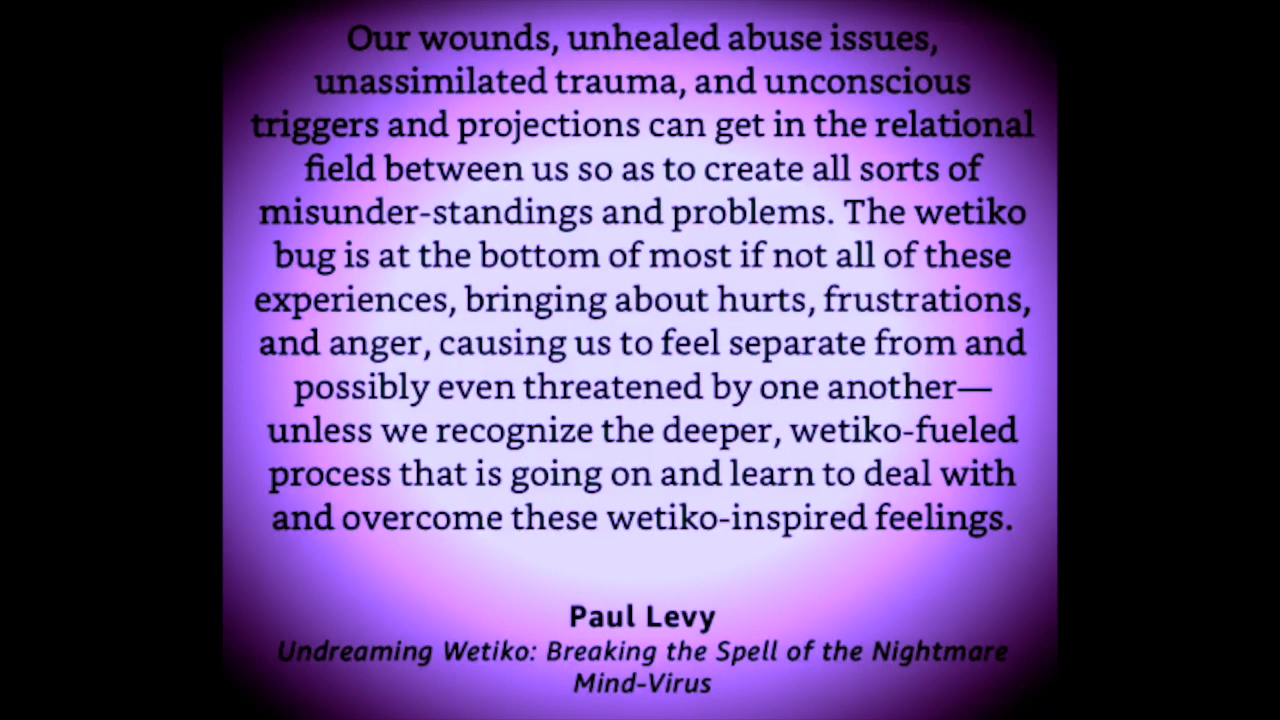 Our wounds, unhealed abuse issues,
unassimilated trauma, and unconscious
triggers and projections can get in the relational
field between us so as to create all sorts of
misunder-standings and problems. The wetiko
bug is at the bottom of most if not all of these
experiences, bringing about hurts, frustrations,
and anger, causing us to feel separate from and
possibly even threatened by one another—
unless we recognize the deeper, wetiko-fueled
process that is going on and learn to deal with
and overcome these wetiko-inspired feelings.
Paul Levy
Undreaming Wetiko: Breaking the Spell of the Nightmare
Mind-Virus